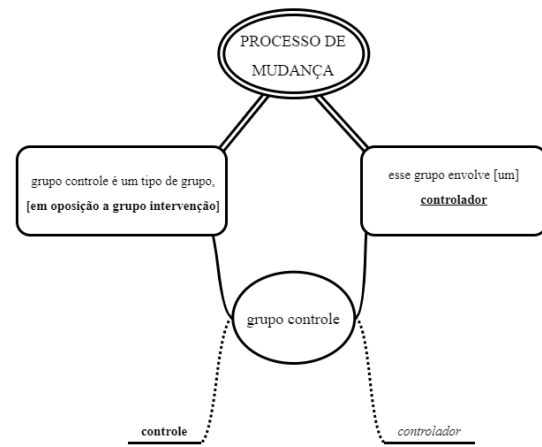 PROCESSO DE
MUDANÇA
grupo controle é um tipo de grupo,
[em oposição a grupo intervenção]
esse grupo envolve [um]
controlador
grupo controle
controle
controlador